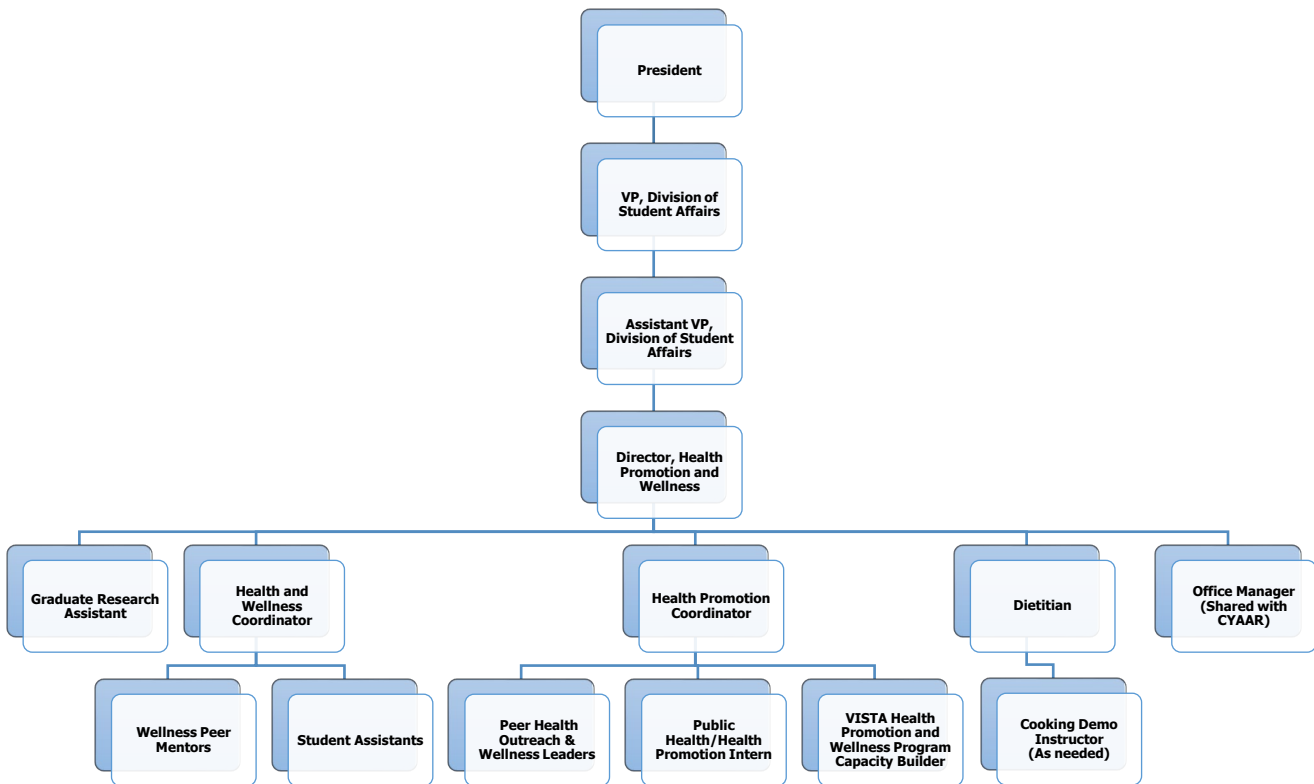 President
VP, Division of
Student Affairs
Assistant VP,
Division of Student
Affairs
Director, Health
Promotion and
Wellness
Graduate Research
Assistant
Health and
Wellness
Coordinator
Health Promotion
Coordinator
Dietitian
Office Manager
(Shared with
CYAAR)
Wellness Peer
Mentors
Student Assistants
Peer Health
Outreach &
Wellness Leaders
Public
Health/Health
Promotion Intern
VISTA Health
Promotion and
Wellness Program
Capacity Builder
Cooking Demo
Instructor
(As needed)